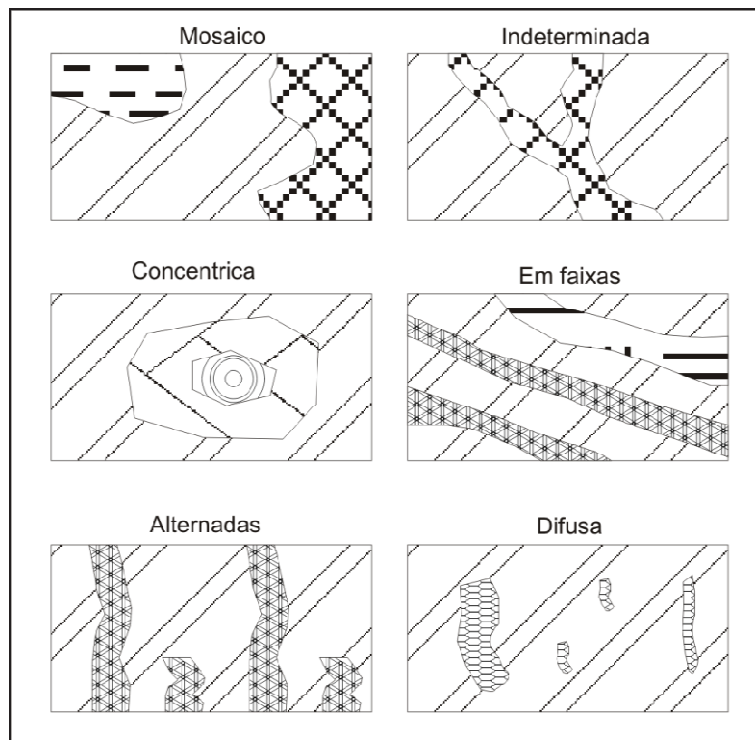 Mosaico
Indeterminada
Concentrica
Em faixas
Alternadas
Difusa